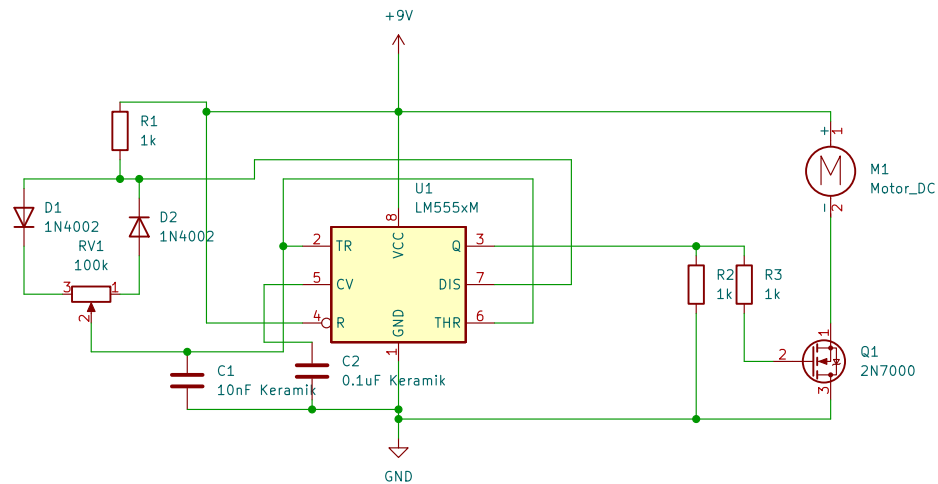 +9V
R1
1k
D1
1N4002
D2
1N4002
RV1
100k
3
1
2
U1
LM555xM
8
VCC
2
TR
Q
3
5
CV
DIS
7
4
R
THR
6
GND
1
C1
10nF Keramik
C2
0.1uF Keramik
GND
R2
1k
R3
1k
+
1
M
−
2
M1
Motor_DC
1
2
3
Q1
2N7000